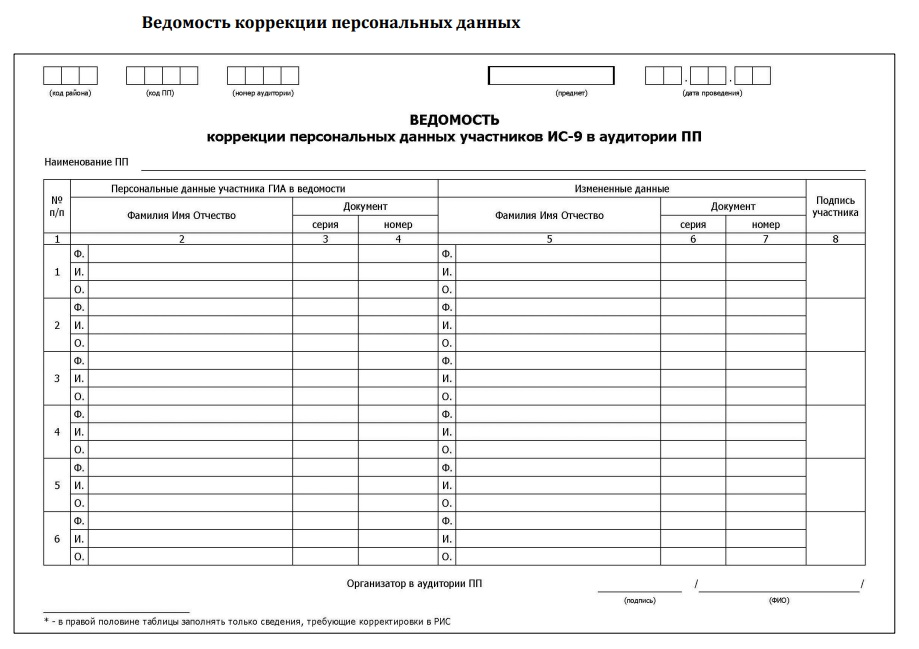 Ведомость коррекции персональных данных
(код района) (код ПП) (номер аудитории) (предмет) . . (дата проведения)
ВЕДОМОСТЬ
коррекции персональных данных участников ИС-9 в аудитории ПП
Наименование ПП
№ п/п Персональные данные участника ГИА в ведомости Измененные данные Подпись участника
Фамилия Имя Отчество Документ Фамилия Имя Отчество Документ
серия номер серия номер
1 2 3 4 5 6 7 8
Ф. Ф.
1 И. И.
О. О.
Ф. Ф.
2 И. И.
О. О.
Ф. Ф.
3 И. И.
О. О.
Ф. Ф.
4 И. И.
О. О.
Ф. Ф.
5 И. И.
О. О.
Ф. Ф.
6 И. И.
О. О.
Организатор в аудитории ПП / /
(подпись) (ФИО)
* - в правой половине таблицы заполнять только сведения, требующие корректировки в РИС